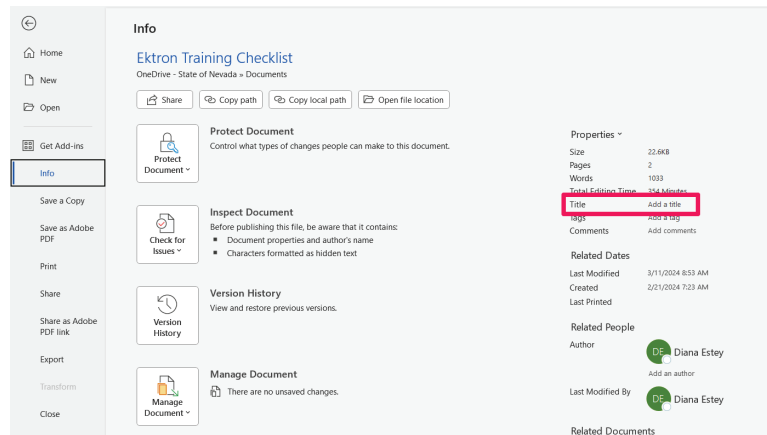 Info
Home
New
Open
Get Add-ins
Info
Save a Copy
Save as Adobe
PDF
Print
Share
Share as Adobe
PDF link
Export
Transform
Close
Ektron Training Checklist
OneDrive - State of Nevada » Documents
Share
Copy path
Copy local path
Open file location
Protect
Document
Protect Document
Control what types of changes people can make to this document.
Check for
Issues
Inspect Document
Before publishing this file, be aware that it contains:
Document properties and author's name
Characters formatted as hidden text
Version
History
Version History
View and restore previous versions.
Manage
Document
Manage Document
There are no unsaved changes.
Properties
Size 22.6KB
Pages 2
Words 1033
Total Editing Time 354 Minutes
Title Add a title
Tags Add a tag
Comments Add comments
Related Dates
Last Modified 3/11/2024 8:53 AM
Created 2/21/2024 7:23 AM
Last Printed
Related People
Author DE Diana Estey
Add an author
Last Modified By DE Diana Estey
Related Documents